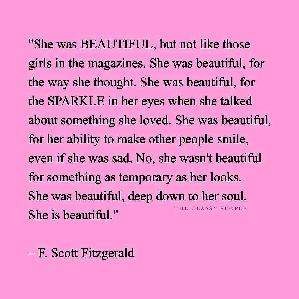 "She was BEAUTIFUL, but not like those
girls in the magazines. She was beautiful, for
the way she thought. She was beautiful, for
the SPARKLE in her eyes when she talked
about something she loved. She was beautiful,
for her ability to make other people smile,
even if she was sad. No, she wasn't beautiful
for something as temporary as her looks.
She was beautiful, deep down to her soul.
She is beautiful."
– F. Scott Fitzgerald